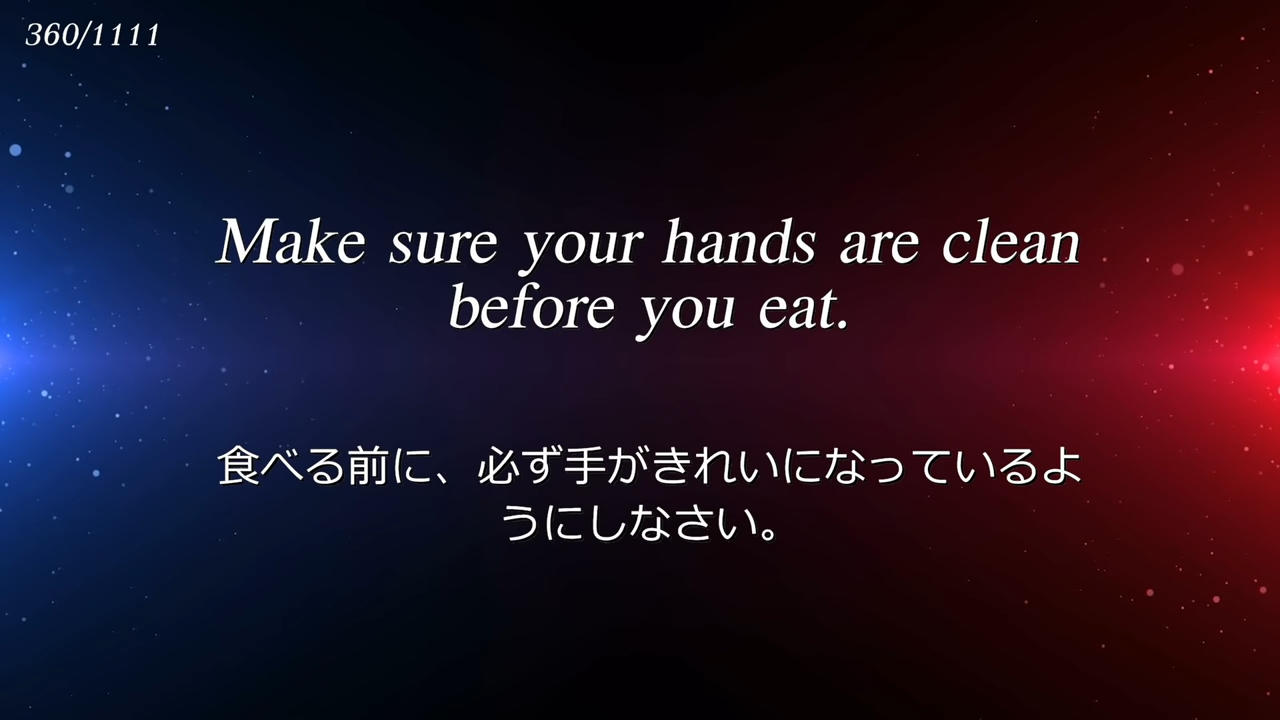 360/1111
Make sure your hands are clean
before you eat.
食べる前に、必ず手がきれいになっているよ
うにしなさい。